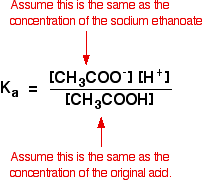 Assume this is the same as the
concentration of the sodium ethanoate
Kₐ = [CH₃COO⁻] [H⁺]
[CH₃COOH]
Assume this is the same as the
concentration of the original acid.